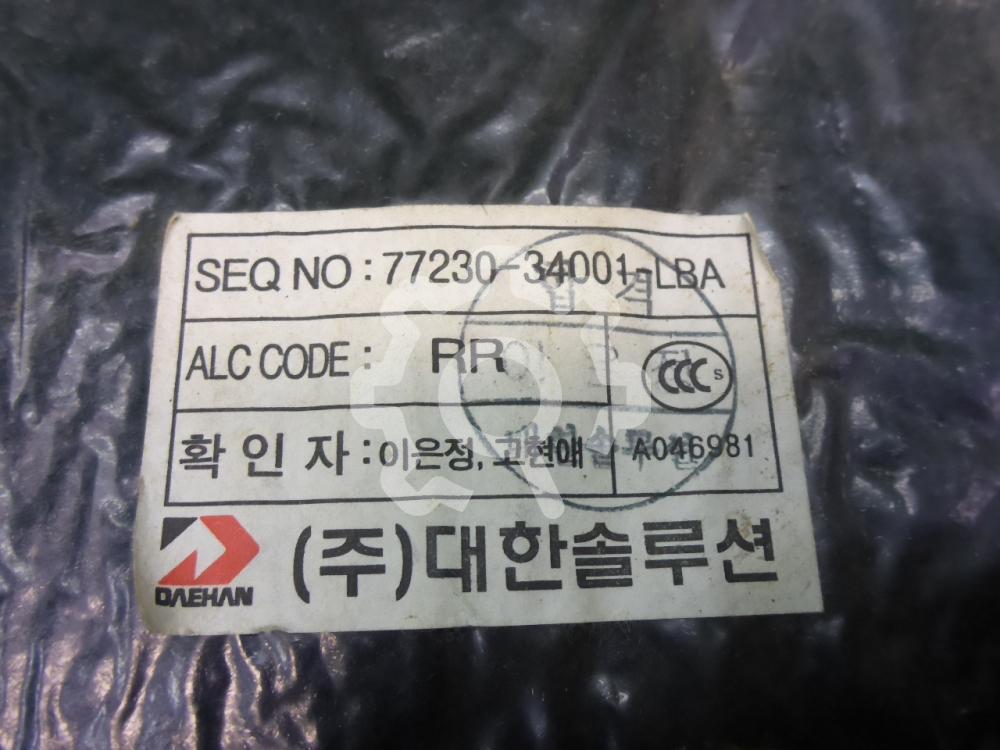 SEQ NO : 77230-34001-LBA
ALC CODE : RR
CCC S
확 인 자 : 이은정, 고현애 A046981
DAEHAN (주)대한솔루션